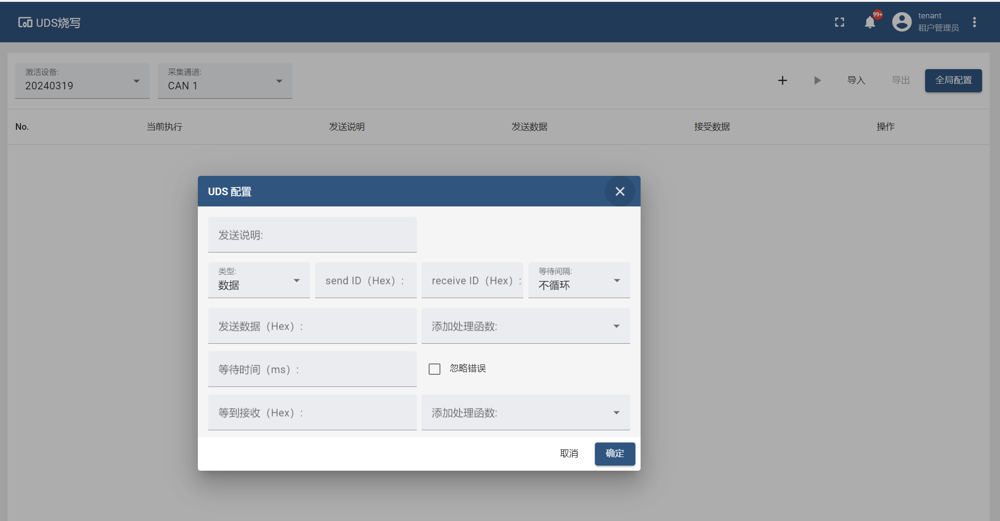 UDS烧写
99+
tenant
租户管理员
激活设备:
20240319
采集通道:
CAN 1
导入
导出
全局配置
No.
当前执行
发送说明
发送数据
接受数据
操作
UDS 配置
发送说明:
类型:
数据
send ID（Hex）:
receive ID（Hex）:
等待间隔:
不循环
发送数据（Hex）:
添加处理函数:
等待时间（ms）:
忽略错误
等到接收（Hex）:
添加处理函数:
取消
确定